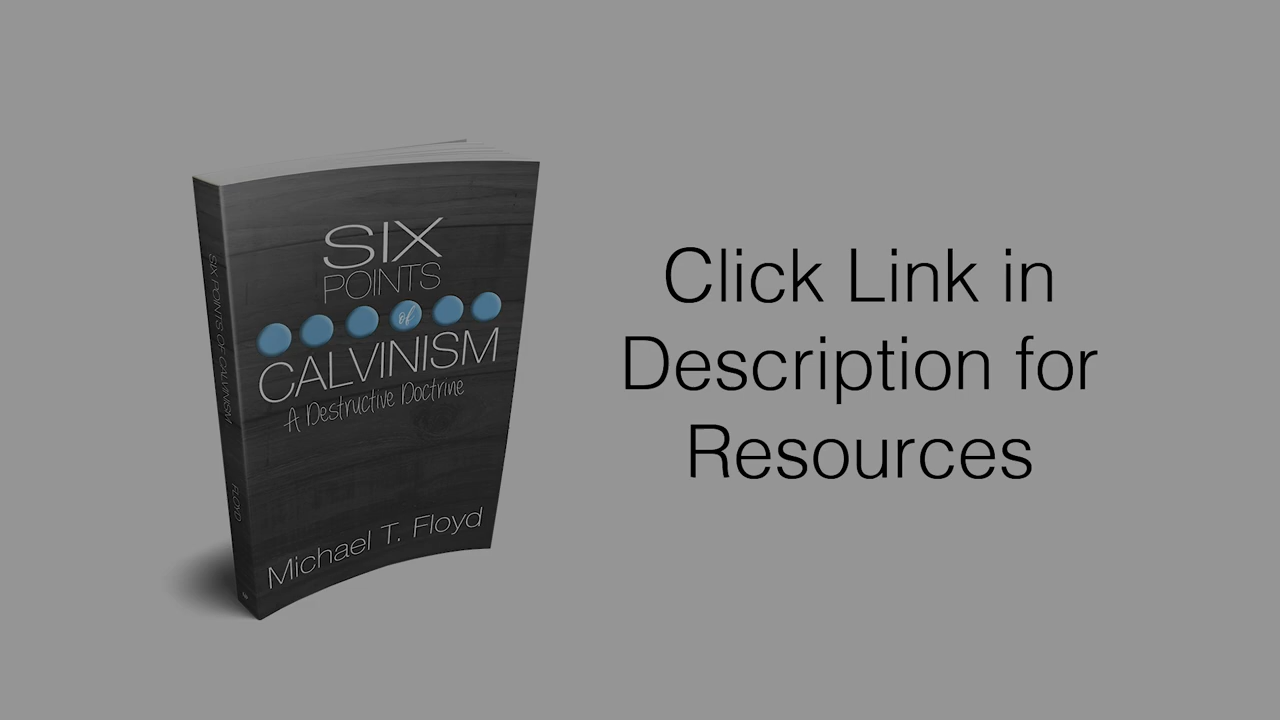 SIX
POINTS
of
CALVINISM
A Destructive Doctrine
Michael T. Floyd
SIX POINTS OF CALVINISM
FLOYD
Click Link in
Description for
Resources